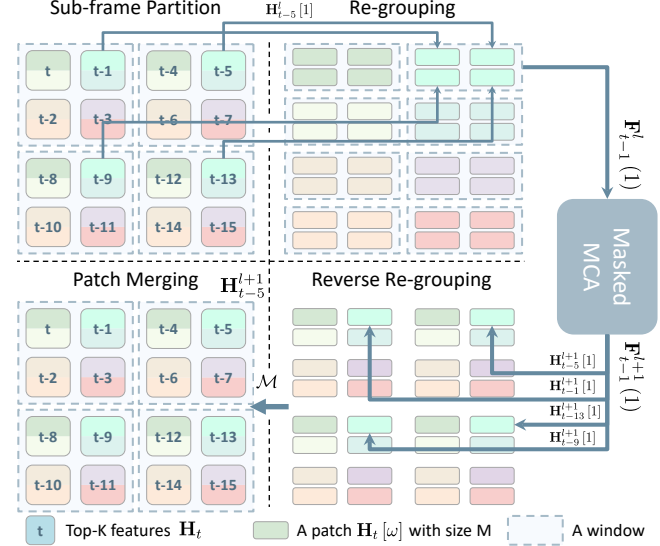 Sub-frame Partition
H^l_{t-5}[1]
Re-grouping
t t-1 t-4 t-5
t-2 t-3 t-6 t-7
t-8 t-9 t-12 t-13
t-10 t-11 t-14 t-15
F^l_{t-1}(1)
Masked
MCA
F^{l+1}_{t-1}(1)
Patch Merging
H^{l+1}_{t-5}
Reverse Re-grouping
t t-1 t-4 t-5
t-2 t-3 t-6 t-7
t-8 t-9 t-12 t-13
t-10 t-11 t-14 t-15
M
H^{l+1}_{t-5}[1]
H^{l+1}_{t-1}[1]
H^{l+1}_{t-13}[1]
H^{l+1}_{t-9}[1]
t Top-K features H_t
A patch H_t[ω] with size M
A window